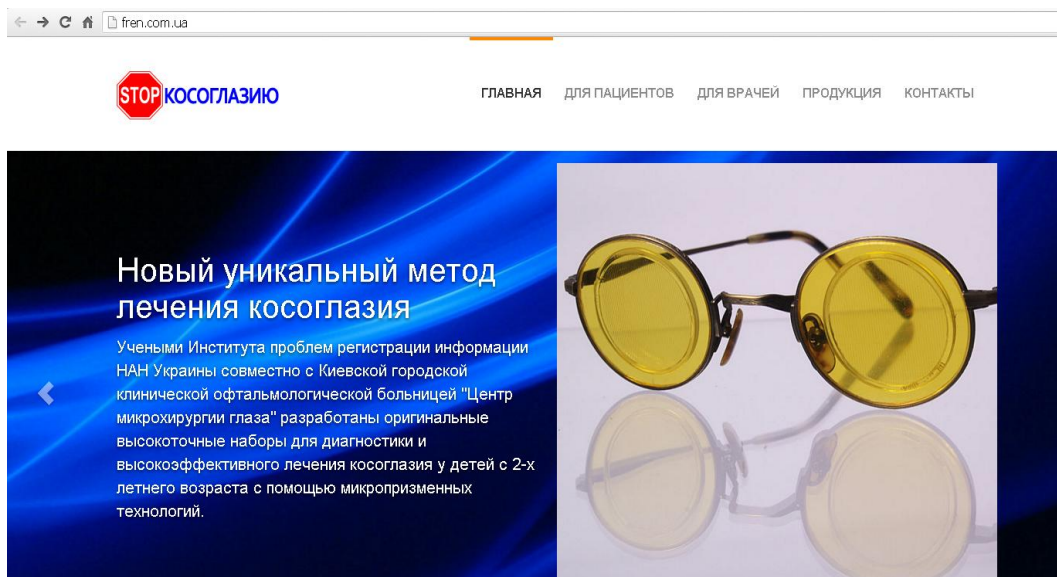 fren.com.ua
STOP КОСОГЛАЗИЮ
ГЛАВНАЯ ДЛЯ ПАЦИЕНТОВ ДЛЯ ВРАЧЕЙ ПРОДУКЦИЯ КОНТАКТЫ
Новый уникальный метод
лечения косоглазия
Учеными Института проблем регистрации информации
НАН Украины совместно с Киевской городской
клинической офтальмологической больницей "Центр
микрохирургии глаза" разработаны оригинальные
высокоточные наборы для диагностики и
высокоэффективного лечения косоглазия у детей с 2-х
летнего возраста с помощью микропризменных
технологий.